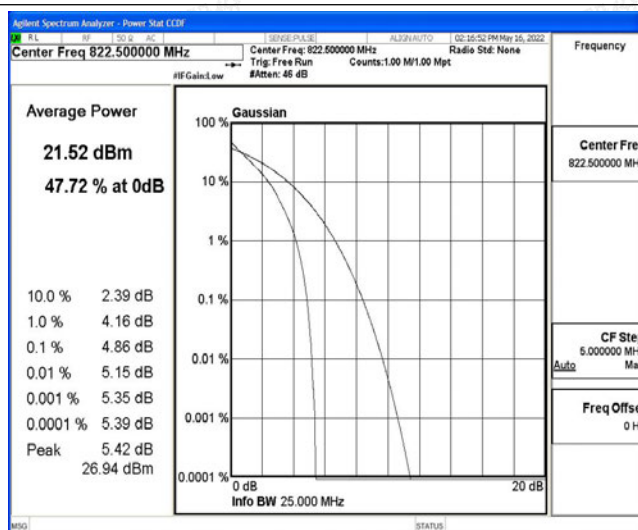 Agilent Spectrum Analyzer - Power Stat CCDF
RL RF 50 Ω AC SENSE:PULSE ALIGNAUTO 02:16:52 PM May 16, 2022
Center Freq 822.500000 MHz
Center Freq: 822.500000 MHz Radio Std: None
Trig: Free Run Counts:1.00 M/1.00 Mpt
#IFGain:Low #Atten: 46 dB
Frequency
Average Power
21.52 dBm
47.72 % at 0dB
10.0 % 2.39 dB
1.0 % 4.16 dB
0.1 % 4.86 dB
0.01 % 5.15 dB
0.001 % 5.35 dB
0.0001 % 5.39 dB
Peak 5.42 dB
26.94 dBm
Gaussian
100 %
10 %
1 %
0.1 %
0.01 %
0.001 %
0.0001 %
0 dB 20 dB
Info BW 25.000 MHz
Center Fre
822.500000 MH
CF Ste
5.000000 MH
Auto Ma
Freq Offse
0 H
MSG STATUS